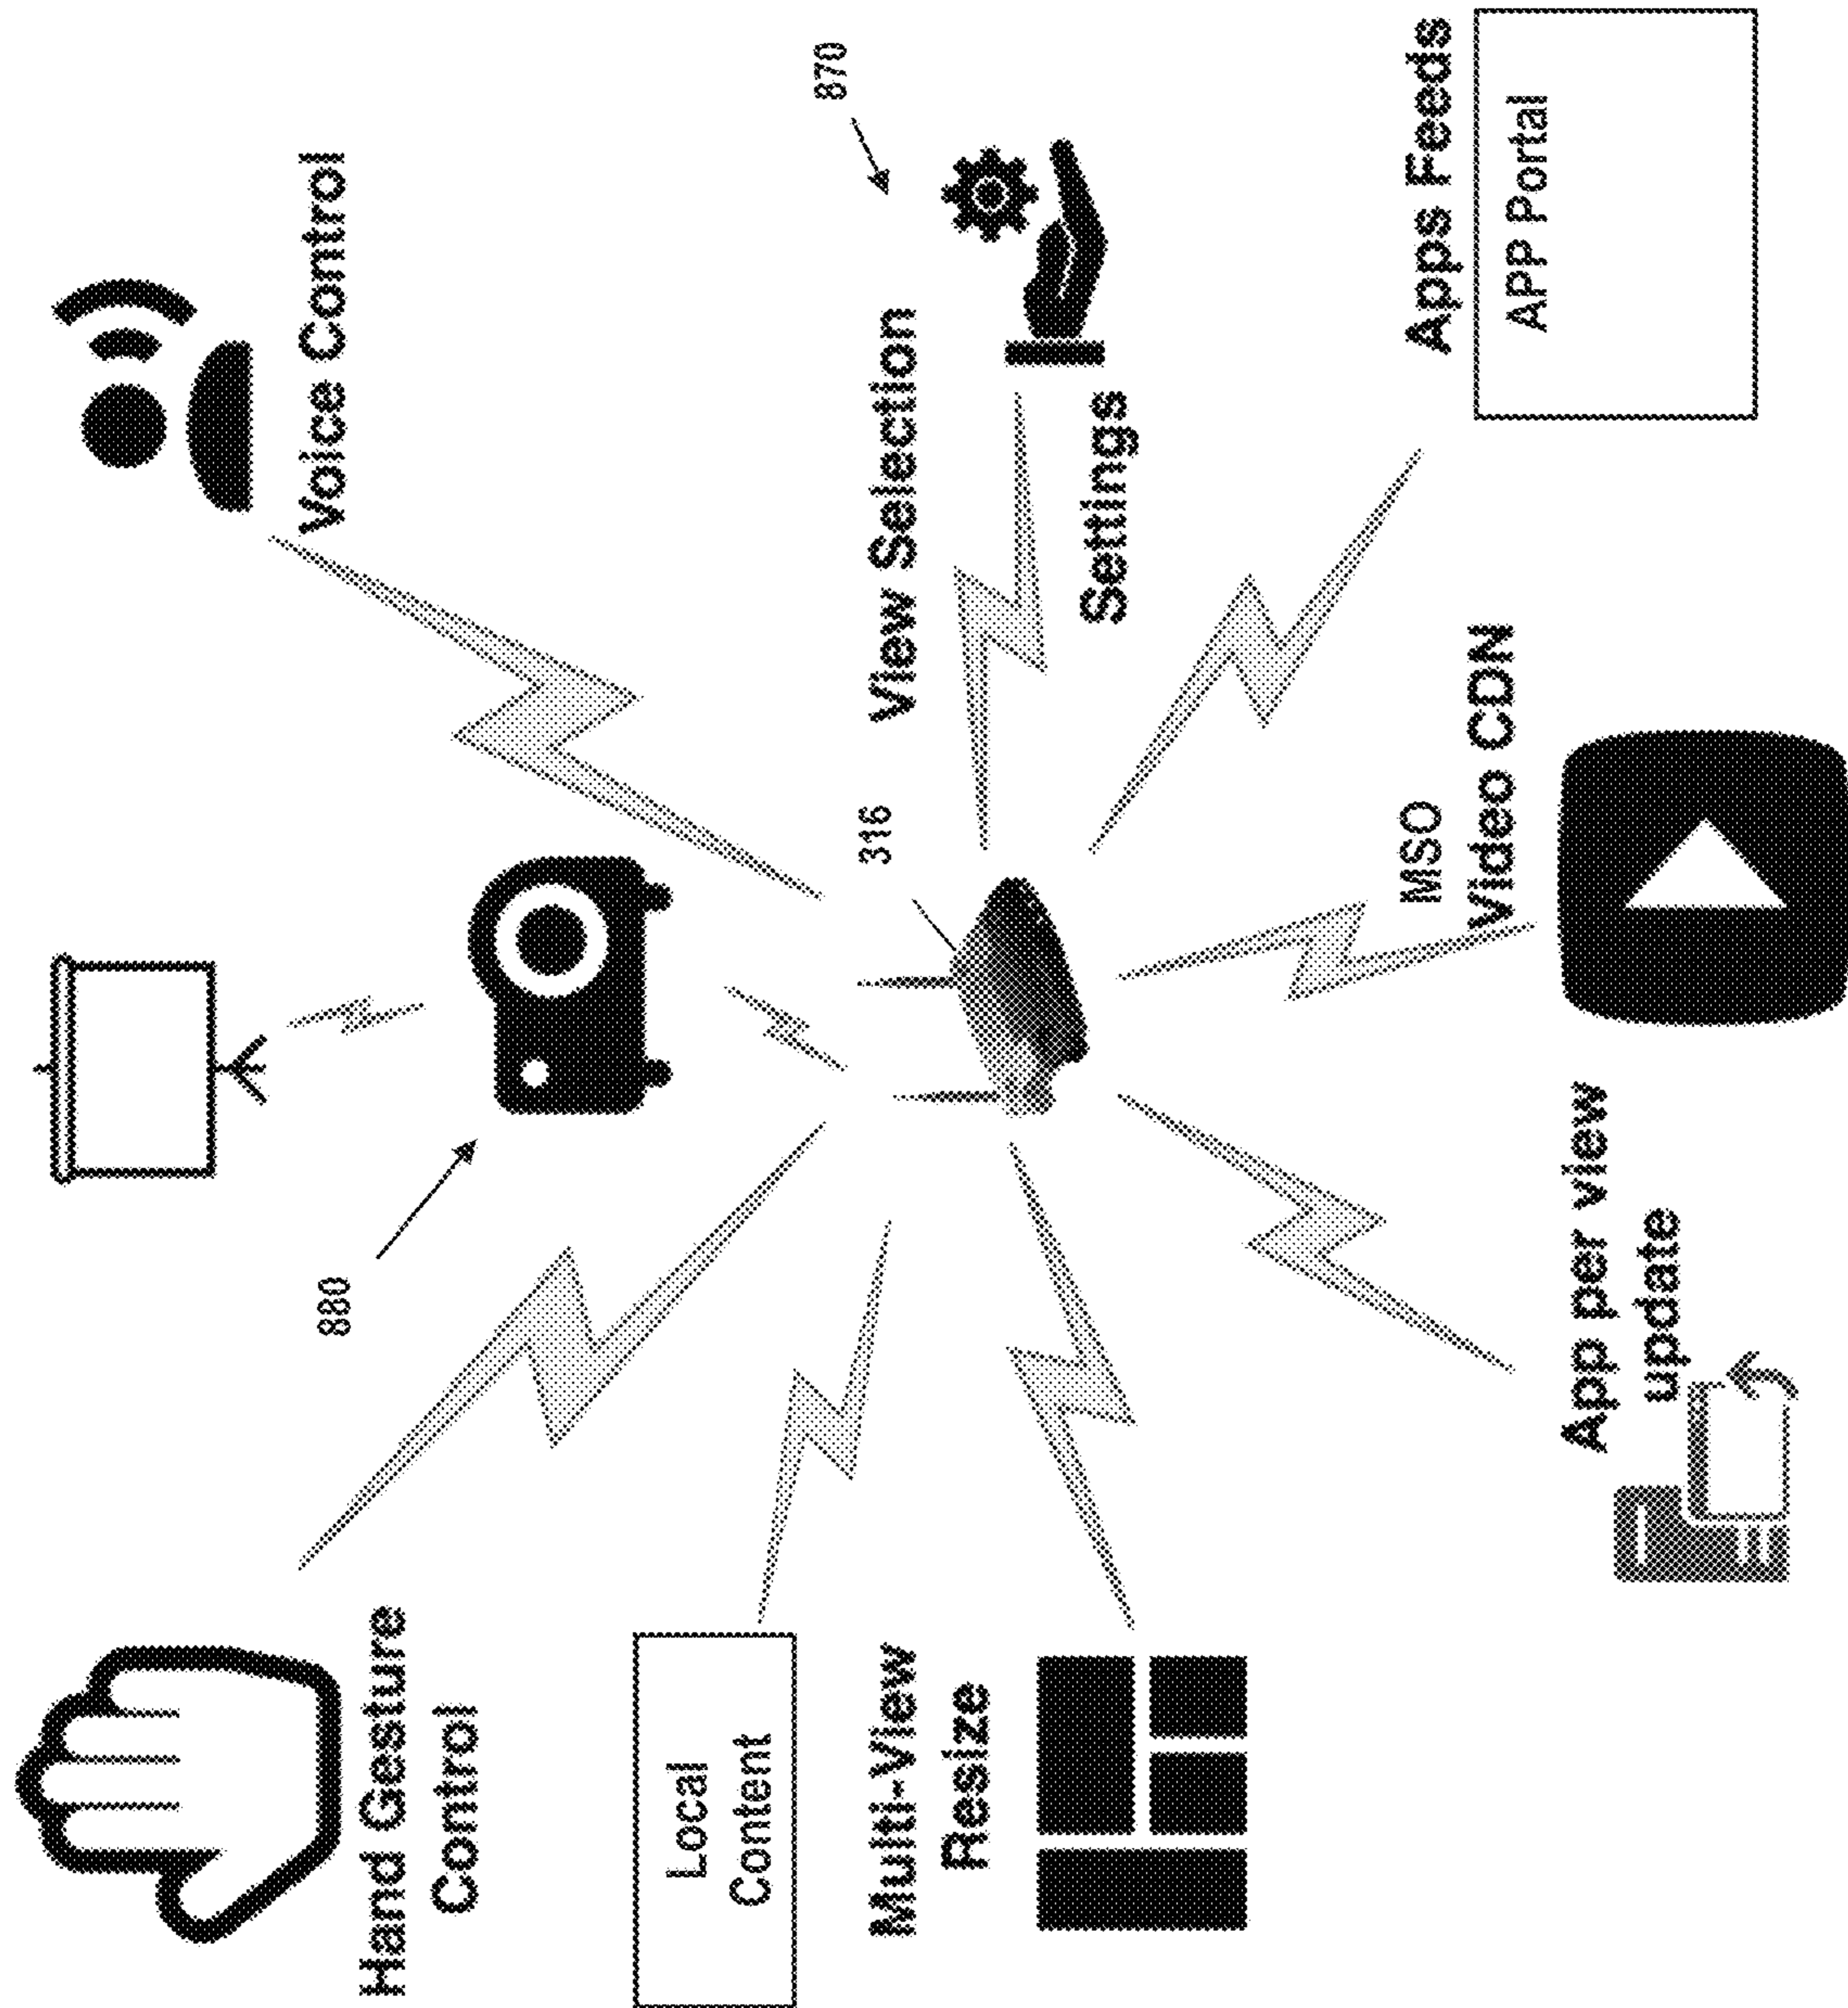 Hand Gesture
Control
880
Voice Control
Local
Content
316
870
Multi-View
Resize
View Selection
Settings
App per view
update
MSO
Video CDN
Apps Feeds
APP Portal